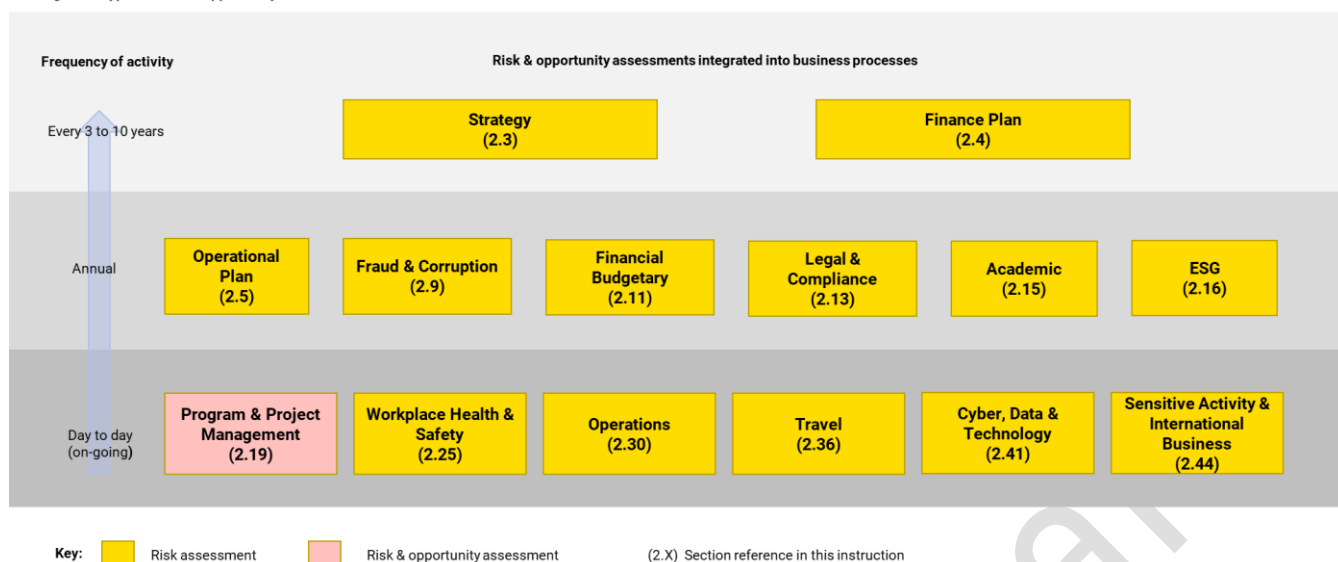 Frequency of activity
Risk & opportunity assessments integrated into business processes
Every 3 to 10 years
Strategy
(2.3)
Finance Plan
(2.4)
Annual
Operational
Plan
(2.5)
Fraud & Corruption
(2.9)
Financial
Budgetary
(2.11)
Legal &
Compliance
(2.13)
Academic
(2.15)
ESG
(2.16)
Day to day
(on-going)
Program & Project
Management
(2.19)
Workplace Health &
Safety
(2.25)
Operations
(2.30)
Travel
(2.36)
Cyber, Data &
Technology
(2.41)
Sensitive Activity &
International
Business
(2.44)
Key:
Risk assessment
Risk & opportunity assessment
(2.X) Section reference in this instruction